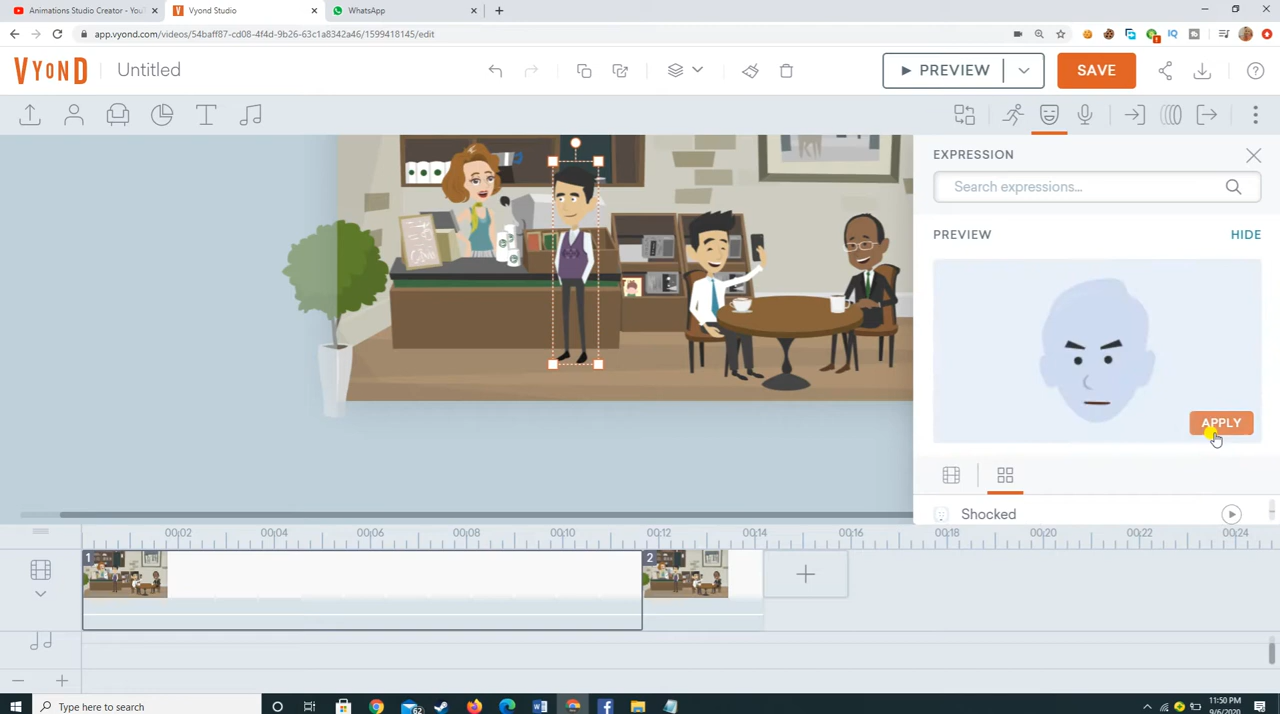 Animations Studio Creator - You
Vyond Studio
WhatsApp
app.vyond.com/videos/54baff87-cd08-4f4d-9b26-63c1a8342a46/1599418145/edit
VYOND
Untitled
PREVIEW
SAVE
EXPRESSION
Search expressions...
PREVIEW
HIDE
APPLY
Shocked
00:02
00:04
00:06
00:08
00:10
00:12
00:14
00:16
00:18
00:20
00:22
00:24
1
2
Type here to search
62
11:50 PM
9/6/2020